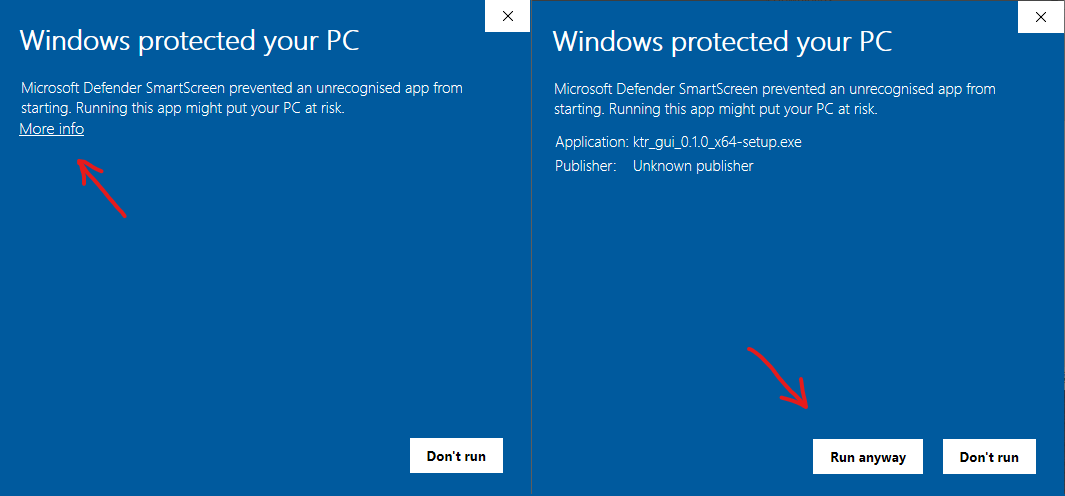 Windows protected your PC
Microsoft Defender SmartScreen prevented an unrecognised app from
starting. Running this app might put your PC at risk.
More info
Don't run
Windows protected your PC
Microsoft Defender SmartScreen prevented an unrecognised app from
starting. Running this app might put your PC at risk.
Application: ktr_gui_0.1.0_x64-setup.exe
Publisher: Unknown publisher
Run anyway
Don't run